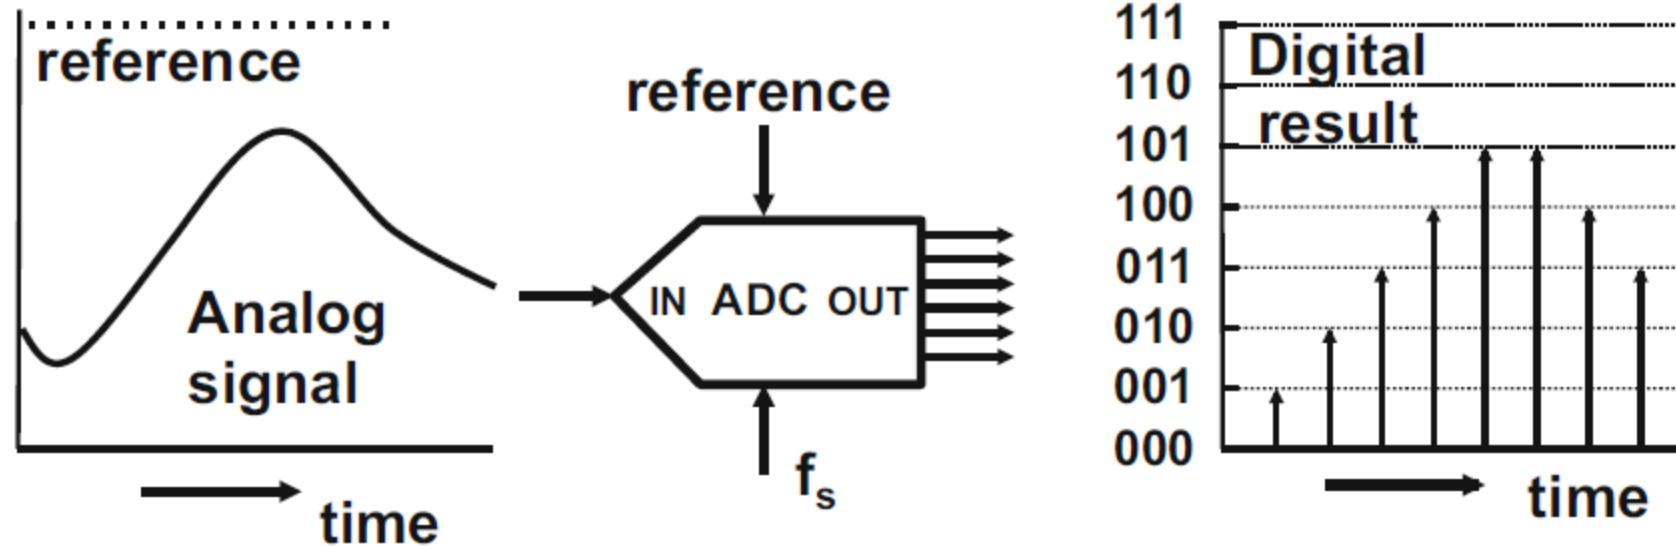 reference
Analog
signal
time
reference
IN ADC OUT
fs
111
110
101
100
011
010
001
000
Digital
result
time